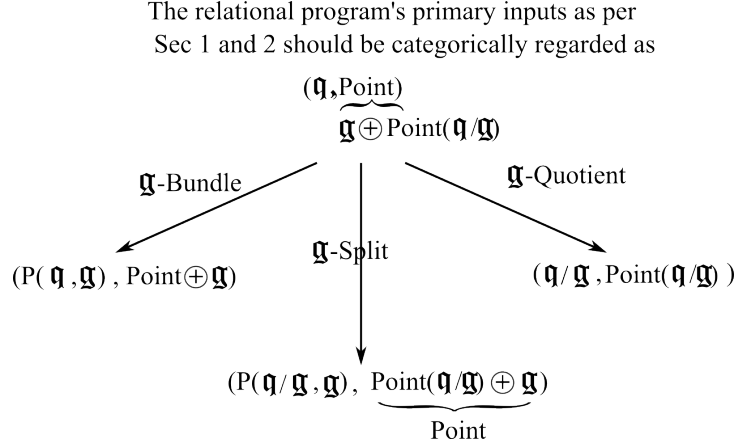 The relational program's primary inputs as per
Sec 1 and 2 should be categorically regarded as
(𝖖,Point)
𝖌⊕Point(𝖖/𝖌)
𝖌-Bundle
𝖌-Quotient
𝖌-Split
(P(𝖖,𝖌), Point⊕𝖌)
(𝖖/𝖌,Point(𝖖/𝖌))
(P(𝖖/𝖌,𝖌), Point(𝖖/𝖌)⊕𝖌)
Point